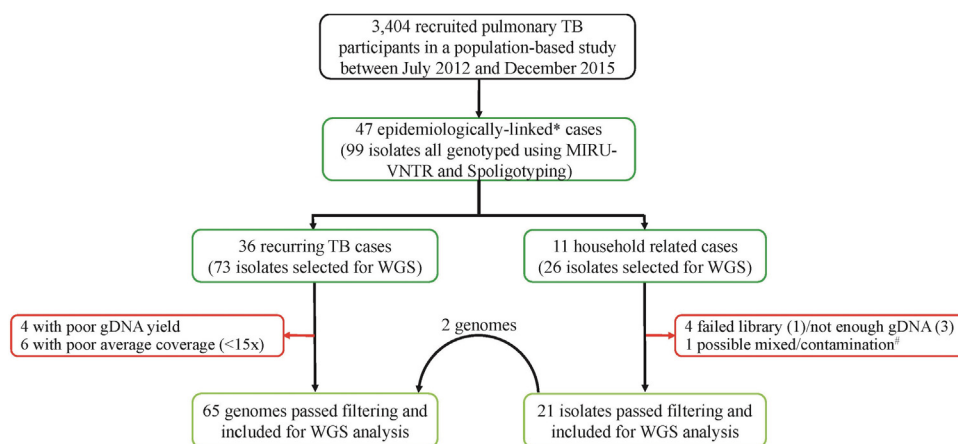 3,404 recruited pulmonary TB
participants in a population-based study
between July 2012 and December 2015
47 epidemiologically-linked* cases
(99 isolates all genotyped using MIRU-
VNTR and Spoligotyping)
36 recurring TB cases
(73 isolates selected for WGS)
11 household related cases
(26 isolates selected for WGS)
4 with poor gDNA yield
6 with poor average coverage (<15x)
2 genomes
4 failed library (1)/not enough gDNA (3)
1 possible mixed/contamination#
65 genomes passed filtering and
included for WGS analysis
21 isolates passed filtering and
included for WGS analysis